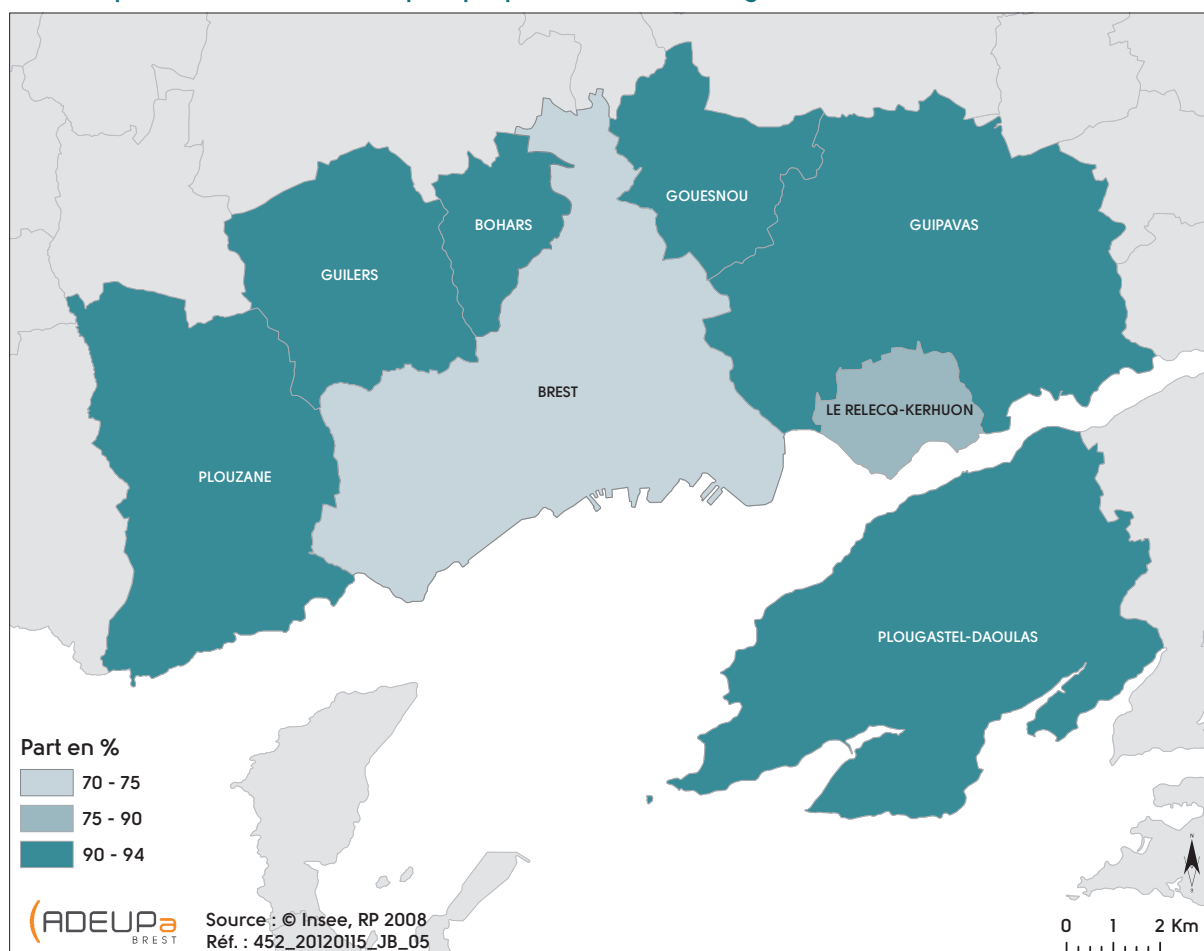 GOUESNOU
BOHARS
GUIPAVAS
GUILERS
BREST
LE RELECQ-KERHUON
PLOUZANE
PLOUGASTEL-DAOULAS
Part en %
70 - 75
75 - 90
90 - 94
N
ADEUPa
BREST
Source : © Insee, RP 2008
Réf. : 452_20120115_JB_05
0 1 2 Km